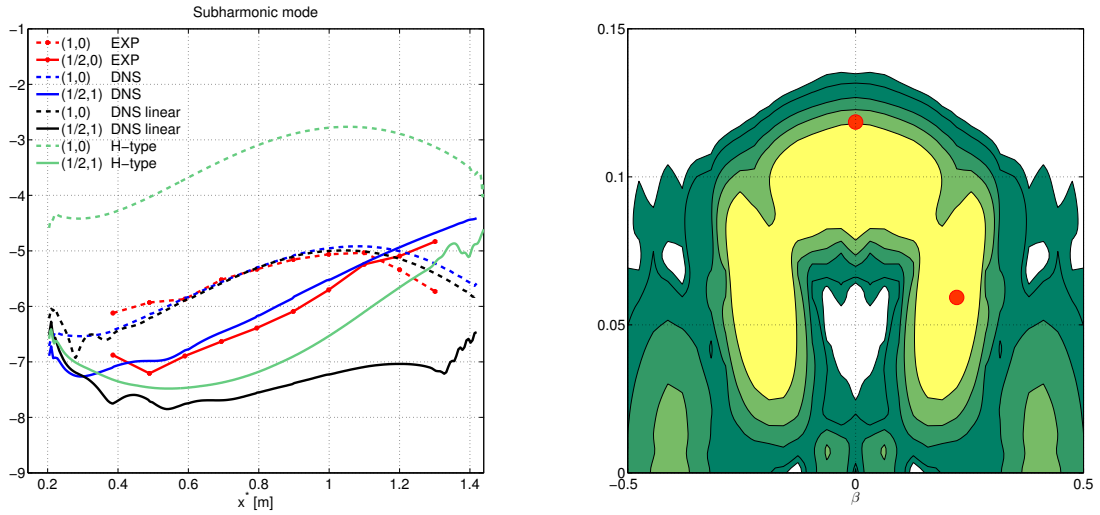 Subharmonic mode
−1
−2
−3
−4
−5
−6
−7
−8
−9
(1,0) EXP
(1/2,0) EXP
(1,0) DNS
(1/2,1) DNS
(1,0) DNS linear
(1/2,1) DNS linear
(1,0) H−type
(1/2,1) H−type
0.2 0.4 0.6 0.8 1 1.2 1.4
x* [m]
0.15
0.1
0.05
0
−0.5 0 0.5
β